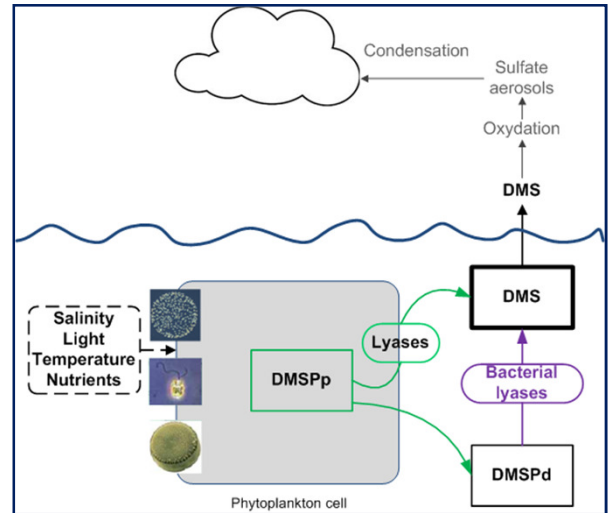 Condensation
Sulfate
aerosols
Oxydation
DMS
DMS
Salinity
Light
Temperature
Nutrients
Lyases
DMSPp
Bacterial
lyases
DMSPd
Phytoplankton cell